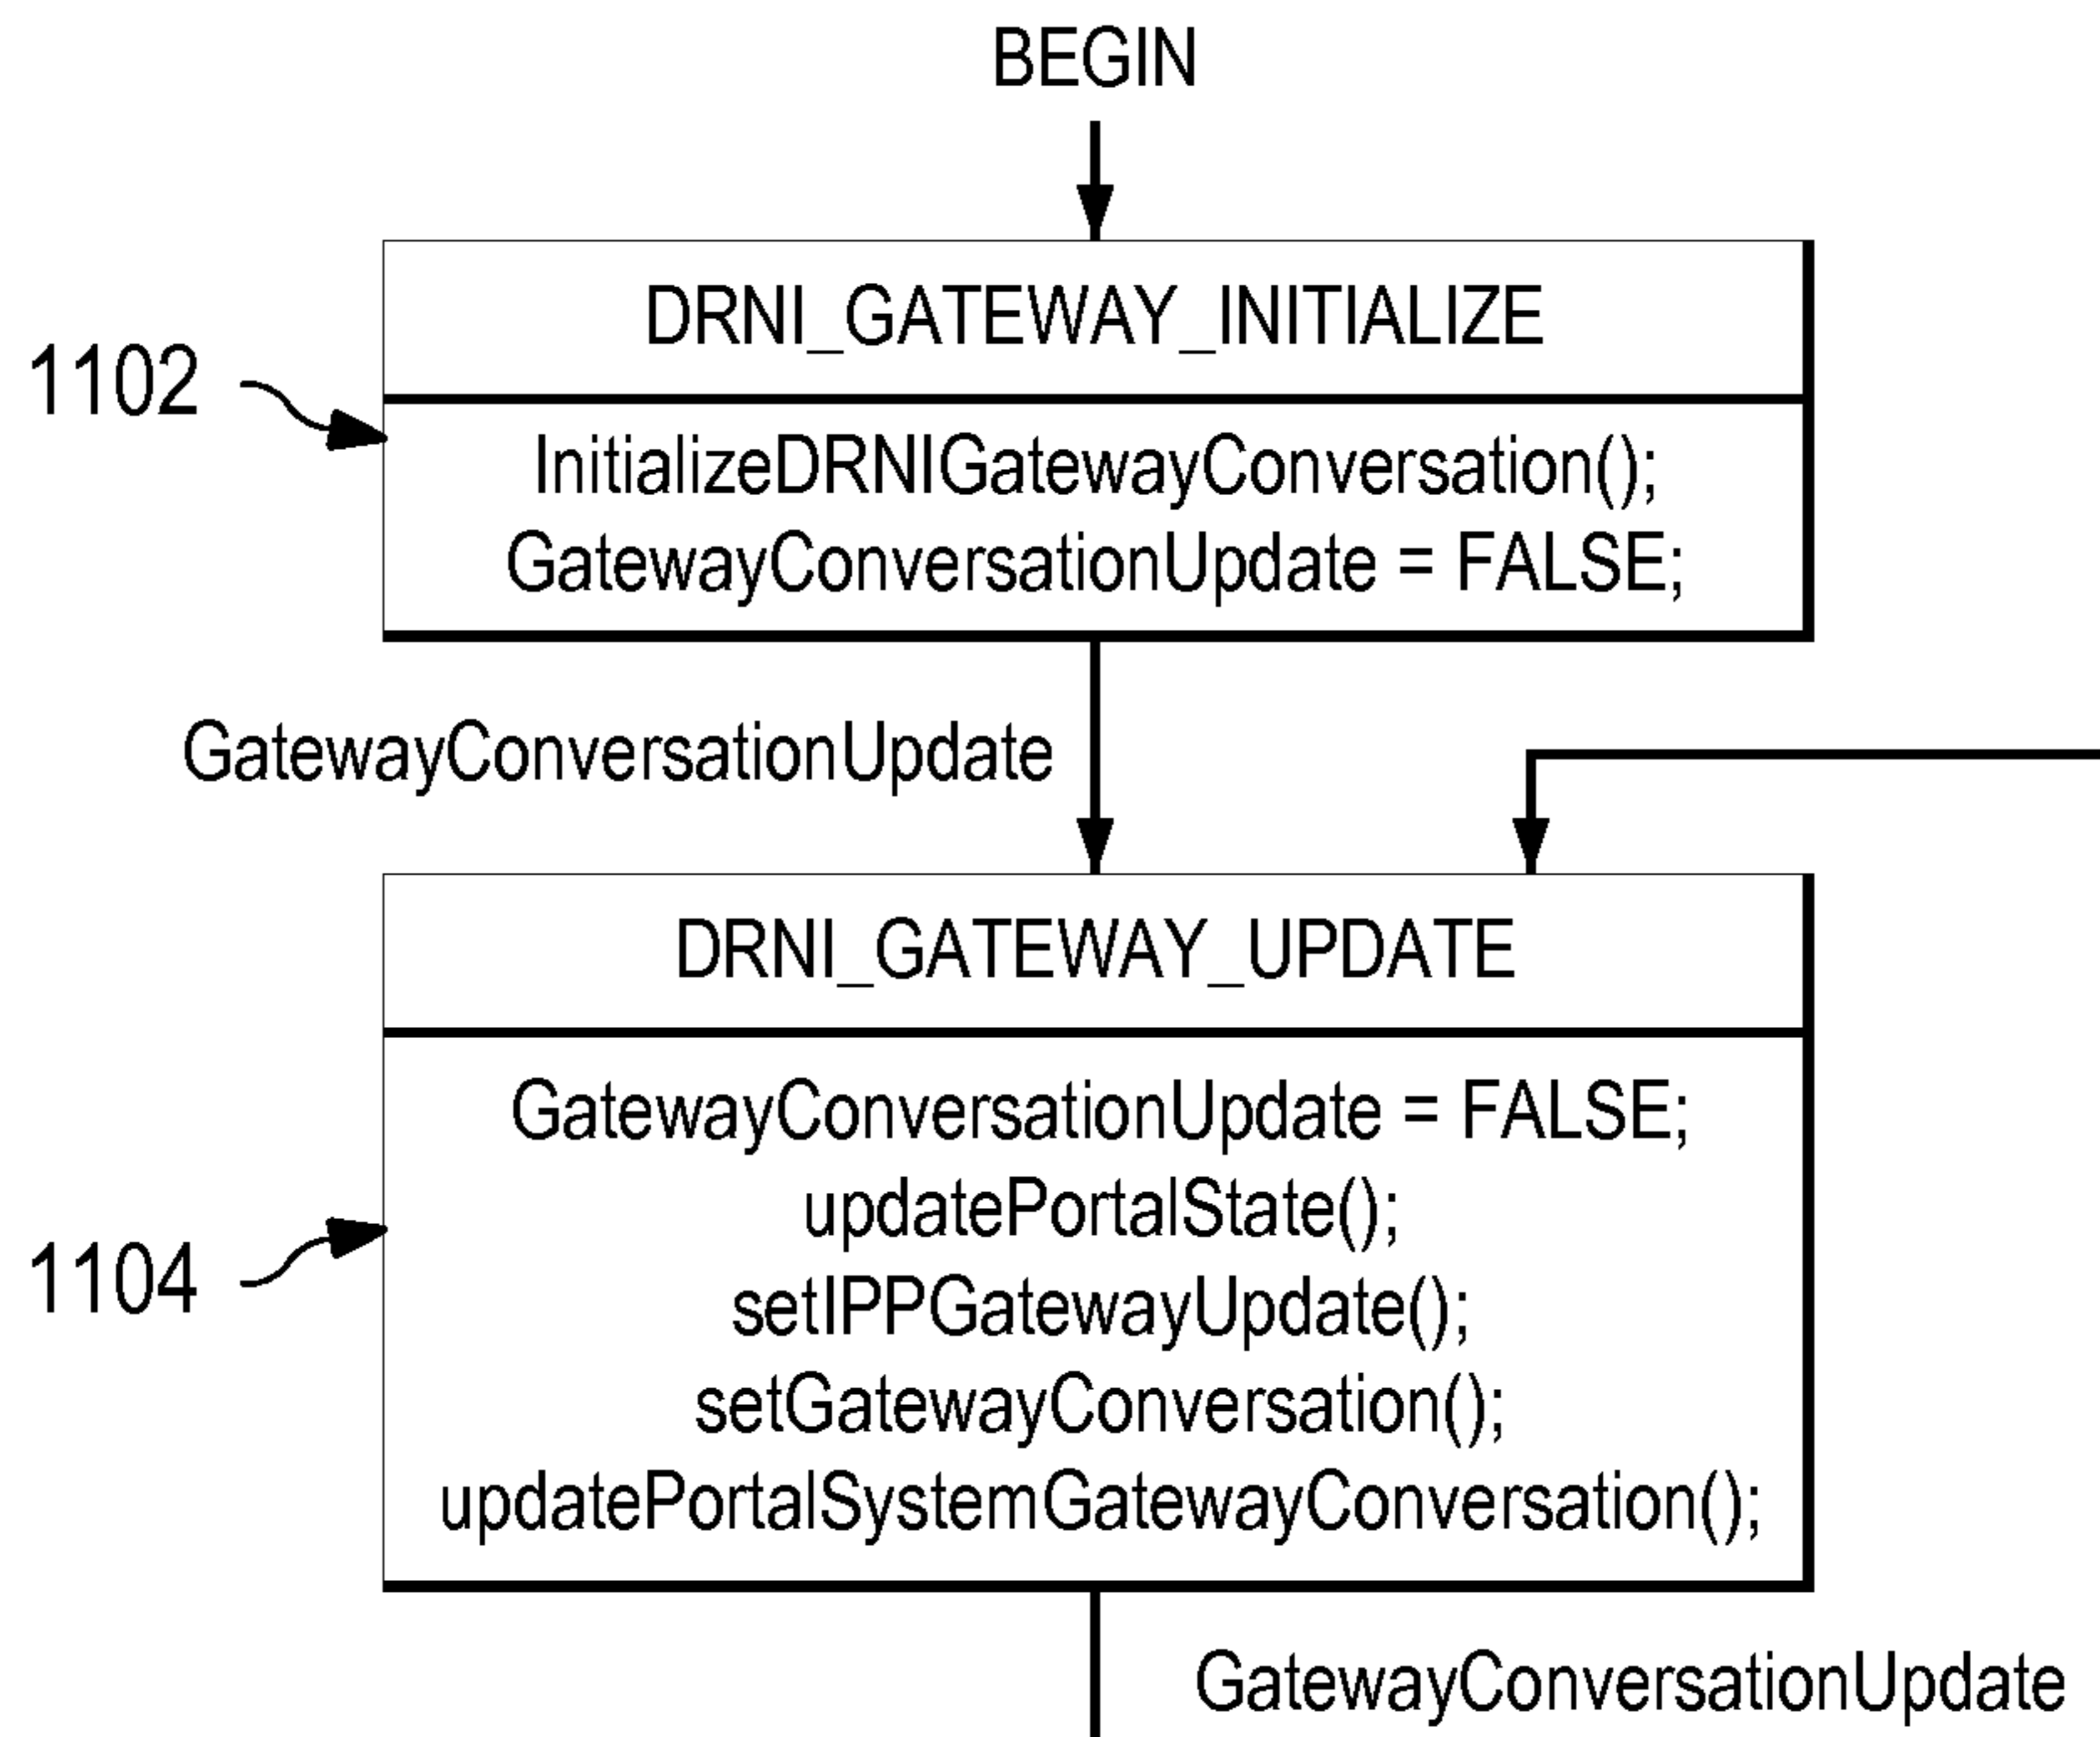 BEGIN
DRNI_GATEWAY_INITIALIZE
1102
InitializeDRNIGatewayConversation();
GatewayConversationUpdate = FALSE;
GatewayConversationUpdate
DRNI_GATEWAY_UPDATE
GatewayConversationUpdate = FALSE;
updatePortalState();
1104
setIPPGatewayUpdate();
setGatewayConversation();
updatePortalSystemGatewayConversation();
GatewayConversationUpdate